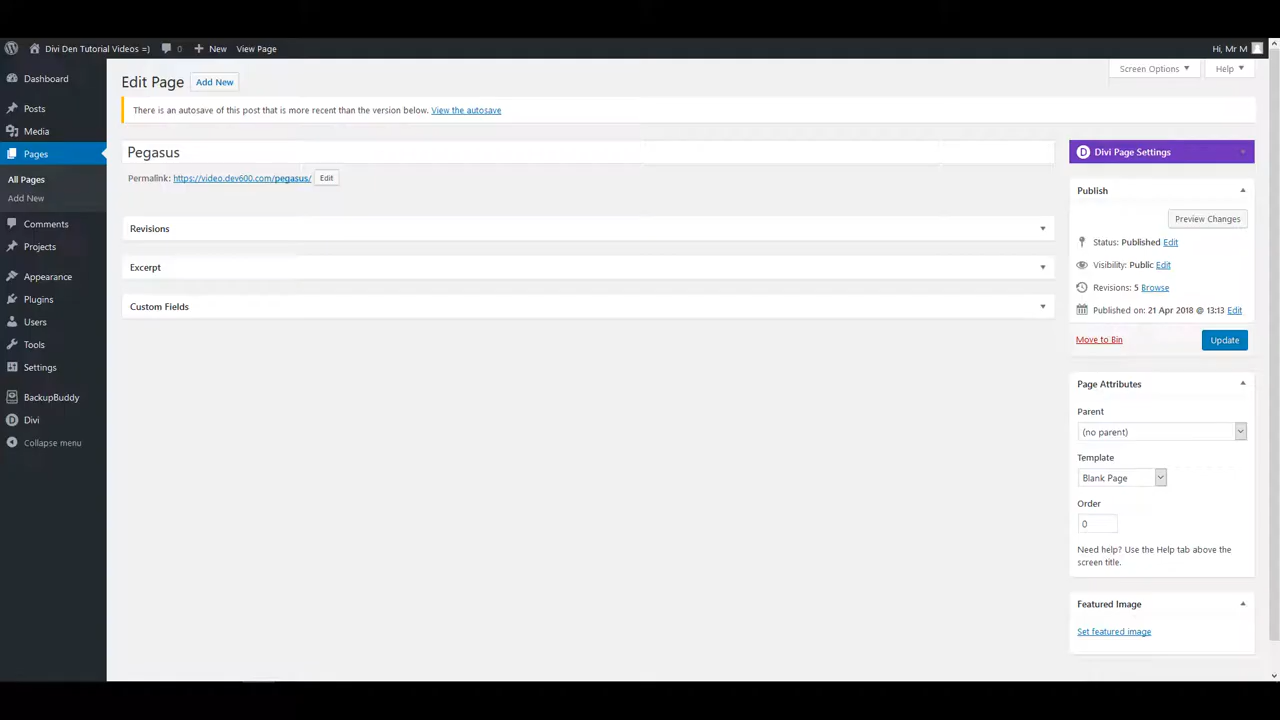 Divi Den Tutorial Videos =)
0
New
View Page
Hi, Mr M
Dashboard
Posts
Media
Pages
All Pages
Add New
Comments
Projects
Appearance
Plugins
Users
Tools
Settings
BackupBuddy
Divi
Collapse menu
Screen Options
Help
Edit Page
Add New
There is an autosave of this post that is more recent than the version below. View the autosave
Pegasus
Permalink: https://video.dev600.com/pegasus/ Edit
Revisions
Excerpt
Custom Fields
D Divi Page Settings
Publish
Preview Changes
Status: Published Edit
Visibility: Public Edit
Revisions: 5 Browse
Published on: 21 Apr 2018 @ 13:13 Edit
Move to Bin
Update
Page Attributes
Parent
(no parent)
Template
Blank Page
Order
0
Need help? Use the Help tab above the
screen title.
Featured Image
Set featured image